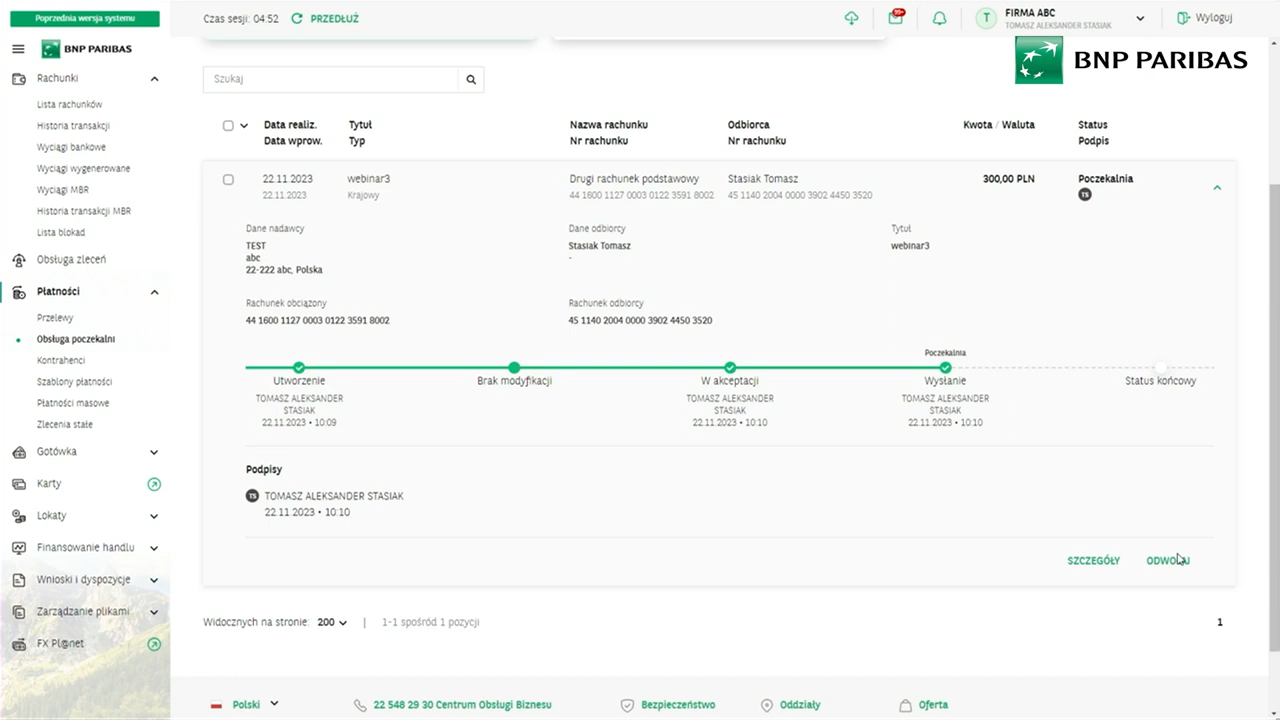 Poprzednia wersja systemu
Czas sesji: 04:52 PRZEDŁUŻ
99+
T FIRMA ABC
TOMASZ ALEKSANDER STASIAK
Wyloguj
BNP PARIBAS
BNP PARIBAS
Rachunki
Lista rachunków
Historia transakcji
Wyciągi bankowe
Wyciągi wygenerowane
Wyciągi MBR
Historia transakcji MBR
Lista blokad
Obsługa zleceń
Płatności
Przelewy
Obsługa poczekalni
Kontrahenci
Szablony płatności
Płatności masowe
Zlecenia stałe
Gotówka
Karty
Lokaty
Finansowanie handlu
Wnioski i dyspozycje
Zarządzanie plikami
FX Pl@net
Szukaj
Data realiz. Tytuł Nazwa rachunku Odbiorca Kwota / Waluta Status
Data wprow. Typ Nr rachunku Nr rachunku Podpis
22.11.2023 webinar3 Drugi rachunek podstawowy Stasiak Tomasz 300,00 PLN Poczekalnia
22.11.2023 Krajowy 44 1600 1127 0003 0122 3591 8002 45 1140 2004 0000 3902 4450 3520 TS
Dane nadawcy Dane odbiorcy Tytuł
TEST Stasiak Tomasz webinar3
abc -
22-222 abc, Polska
Rachunek obciążony Rachunek odbiorcy
44 1600 1127 0003 0122 3591 8002 45 1140 2004 0000 3902 4450 3520
Poczekalnia
Utworzenie Brak modyfikacji W akceptacji Wysłanie Status końcowy
TOMASZ ALEKSANDER TOMASZ ALEKSANDER TOMASZ ALEKSANDER
STASIAK STASIAK STASIAK
22.11.2023 • 10:09 22.11.2023 • 10:10 22.11.2023 • 10:10
Podpisy
TS TOMASZ ALEKSANDER STASIAK
22.11.2023 • 10:10
SZCZEGÓŁY ODWOŁAJ
Widocznych na stronie: 200 | 1-1 spośród 1 pozycji 1
Polski 22 548 29 30 Centrum Obsługi Biznesu Bezpieczeństwo Oddziały Oferta